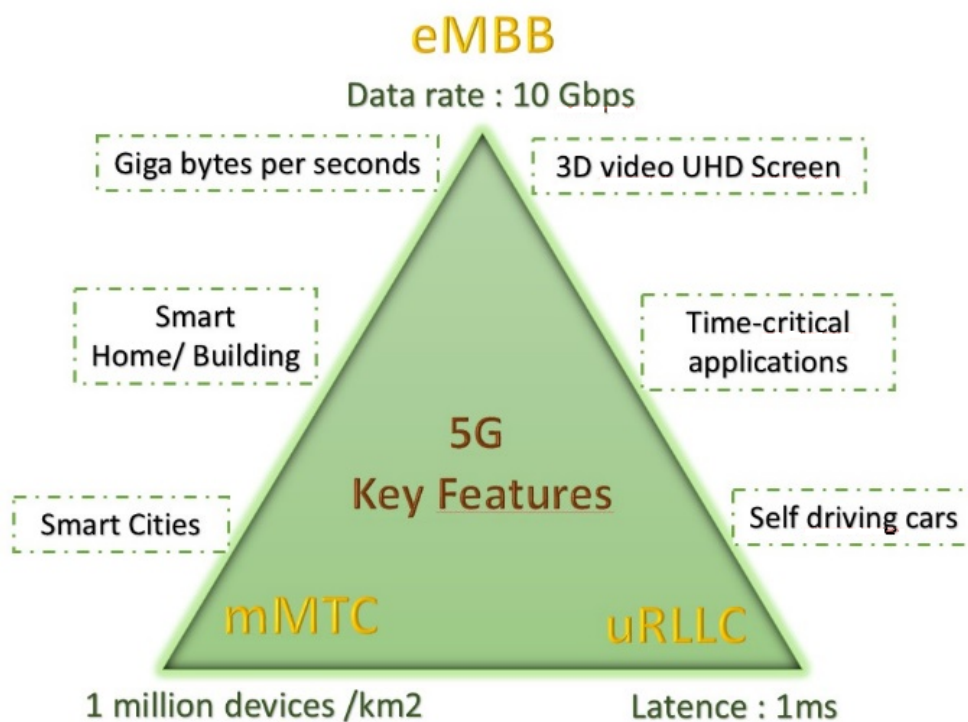 eMBB
Data rate : 10 Gbps
Giga bytes per seconds
3D video UHD Screen
Smart
Home/ Building
Time-critical
applications
5G
Key Features
Smart Cities
Self driving cars
mMTC
uRLLC
1 million devices /km2
Latence : 1ms